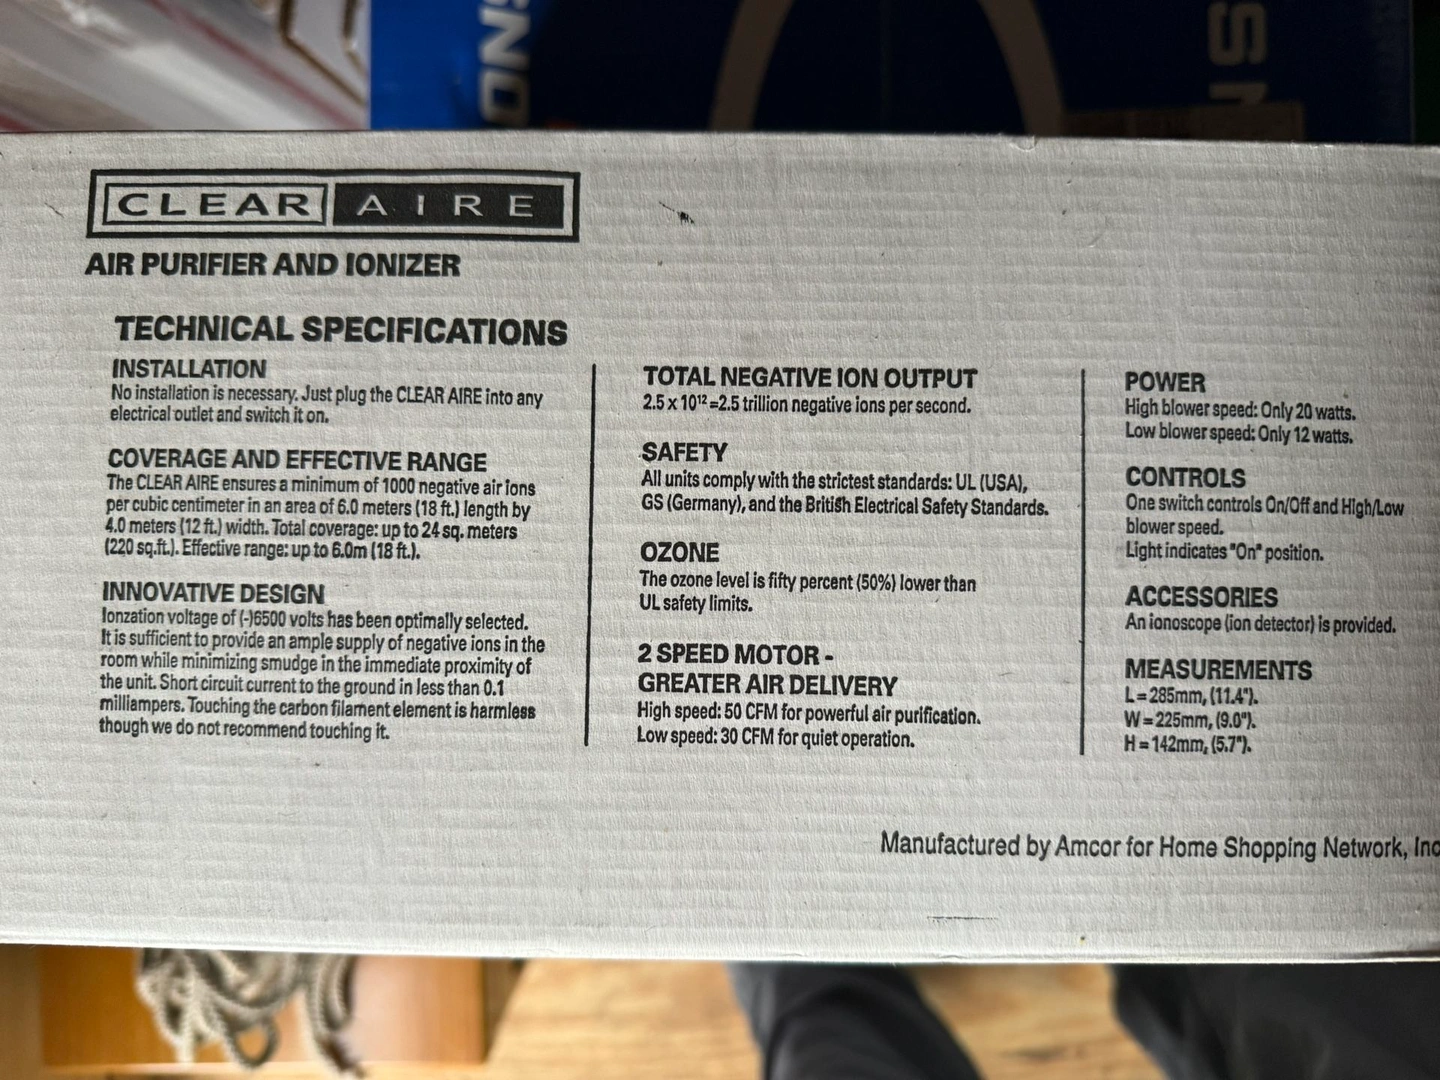 SNO
NS
CLEAR AIRE
AIR PURIFIER AND IONIZER
TECHNICAL SPECIFICATIONS
INSTALLATION
No installation is necessary. Just plug the CLEAR AIRE into any
electrical outlet and switch it on.
COVERAGE AND EFFECTIVE RANGE
The CLEAR AIRE ensures a minimum of 1000 negative air ions
per cubic centimeter in an area of 6.0 meters (18 ft.) length by
4.0 meters (12 ft.) width. Total coverage: up to 24 sq. meters
(220 sq.ft.). Effective range: up to 6.0m (18 ft.).
INNOVATIVE DESIGN
Ionzation voltage of (-)6500 volts has been optimally selected.
It is sufficient to provide an ample supply of negative ions in the
room while minimizing smudge in the immediate proximity of
the unit. Short circuit current to the ground in less than 0.1
milliampers. Touching the carbon filament element is harmless
though we do not recommend touching it.
TOTAL NEGATIVE ION OUTPUT
2.5 x 10¹² =2.5 trillion negative ions per second.
SAFETY
All units comply with the strictest standards: UL (USA),
GS (Germany), and the British Electrical Safety Standards.
OZONE
The ozone level is fifty percent (50%) lower than
UL safety limits.
2 SPEED MOTOR -
GREATER AIR DELIVERY
High speed: 50 CFM for powerful air purification.
Low speed: 30 CFM for quiet operation.
POWER
High blower speed: Only 20 watts.
Low blower speed: Only 12 watts.
CONTROLS
One switch controls On/Off and High/Low
blower speed.
Light indicates "On" position.
ACCESSORIES
An ionoscope (ion detector) is provided.
MEASUREMENTS
L=285mm, (11.4").
W=225mm, (9.0").
H=142mm, (5.7").
Manufactured by Amcor for Home Shopping Network, Inc